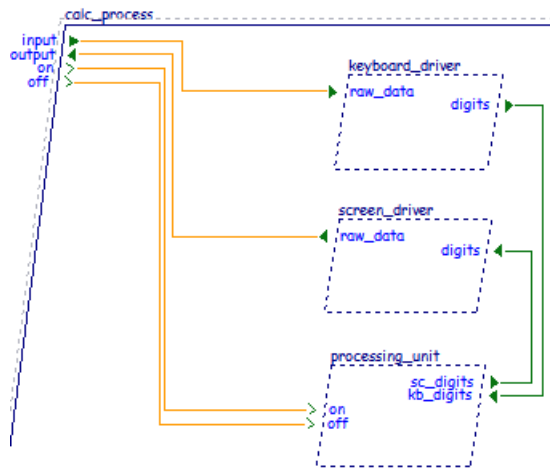 calc_process
input
output
on
off
keyboard_driver
raw_data
digits
screen_driver
raw_data
digits
processing_unit
sc_digits
kb_digits
on
off